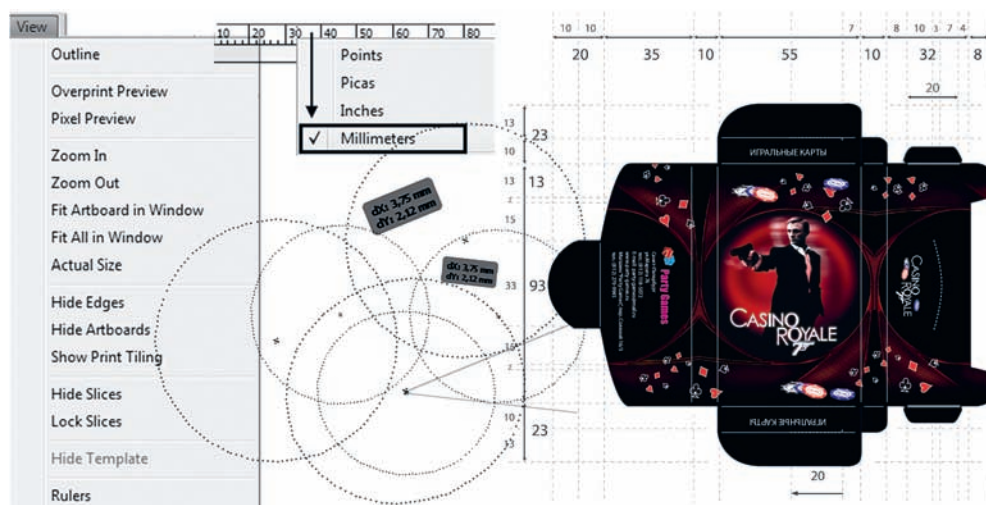 View
Outline
Overprint Preview
Pixel Preview
Zoom In
Zoom Out
Fit Artboard in Window
Fit All in Window
Actual Size
Hide Edges
Hide Artboards
Show Print Tiling
Hide Slices
Lock Slices
Hide Template
Rulers
10 20 30 40 50 60 70 80
Points
Picas
Inches
✓ Millimeters
dX: 3,75 mm
dY: 2,12 mm
dX: 3,75 mm
dY: 2,12 mm
10 10 7 8 10 3 7 4
20 35 10 55 10 32 8
20
13
23
10
13
13
2
15
33
93
2
10
23
13
ИГРАЛЬНЫЕ КАРТЫ
Party Games
CASINO
ROYALE
CASINO
ROYALE
ИГРАЛЬНЫЕ КАРТЫ
20